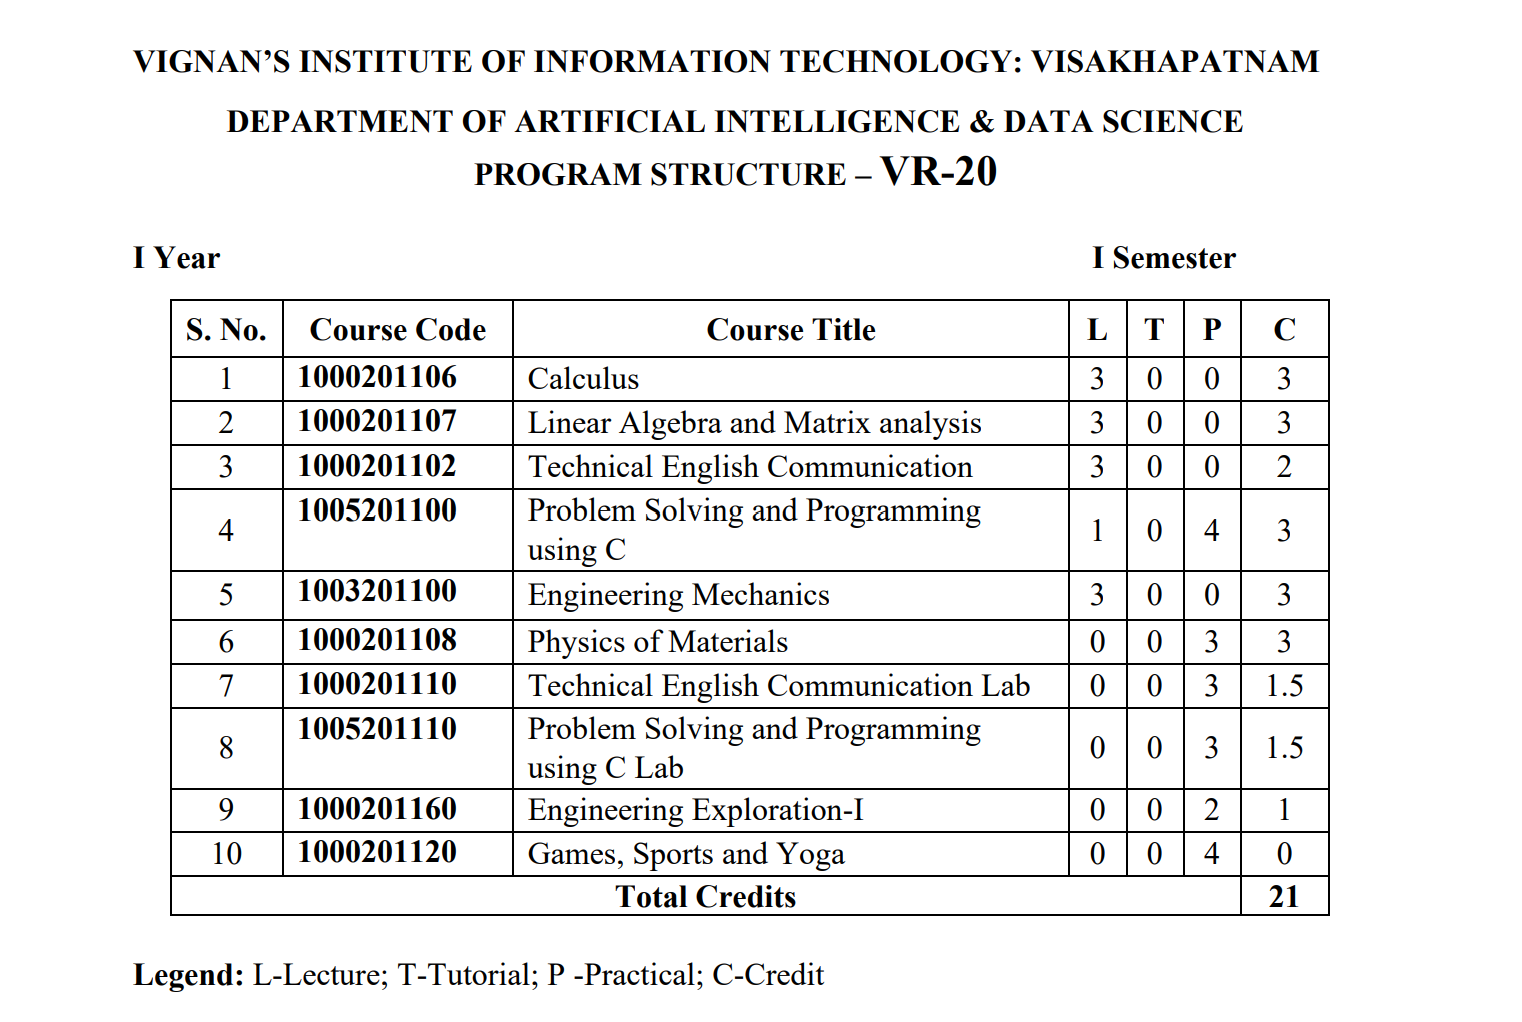 VIGNAN’S INSTITUTE OF INFORMATION TECHNOLOGY: VISAKHAPATNAM
DEPARTMENT OF ARTIFICIAL INTELLIGENCE & DATA SCIENCE
PROGRAM STRUCTURE – VR-20
I Year I Semester
S. No. Course Code Course Title L T P C
1 1000201106 Calculus 3 0 0 3
2 1000201107 Linear Algebra and Matrix analysis 3 0 0 3
3 1000201102 Technical English Communication 3 0 0 2
4 1005201100 Problem Solving and Programming
using C 1 0 4 3
5 1003201100 Engineering Mechanics 3 0 0 3
6 1000201108 Physics of Materials 0 0 3 3
7 1000201110 Technical English Communication Lab 0 0 3 1.5
8 1005201110 Problem Solving and Programming
using C Lab 0 0 3 1.5
9 1000201160 Engineering Exploration-I 0 0 2 1
10 1000201120 Games, Sports and Yoga 0 0 4 0
Total Credits 21
Legend: L-Lecture; T-Tutorial; P -Practical; C-Credit